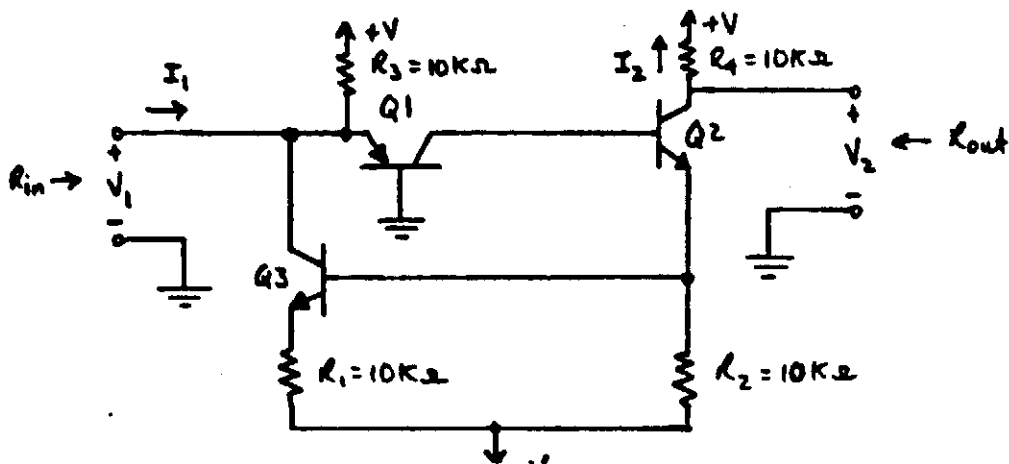 +V
R3 = 10KΩ
I1
Q1
+V
I2
R4 = 10KΩ
Q2
+
V1
-
Rin →
+
V2
-
← Rout
Q3
R1 = 10KΩ
R2 = 10KΩ